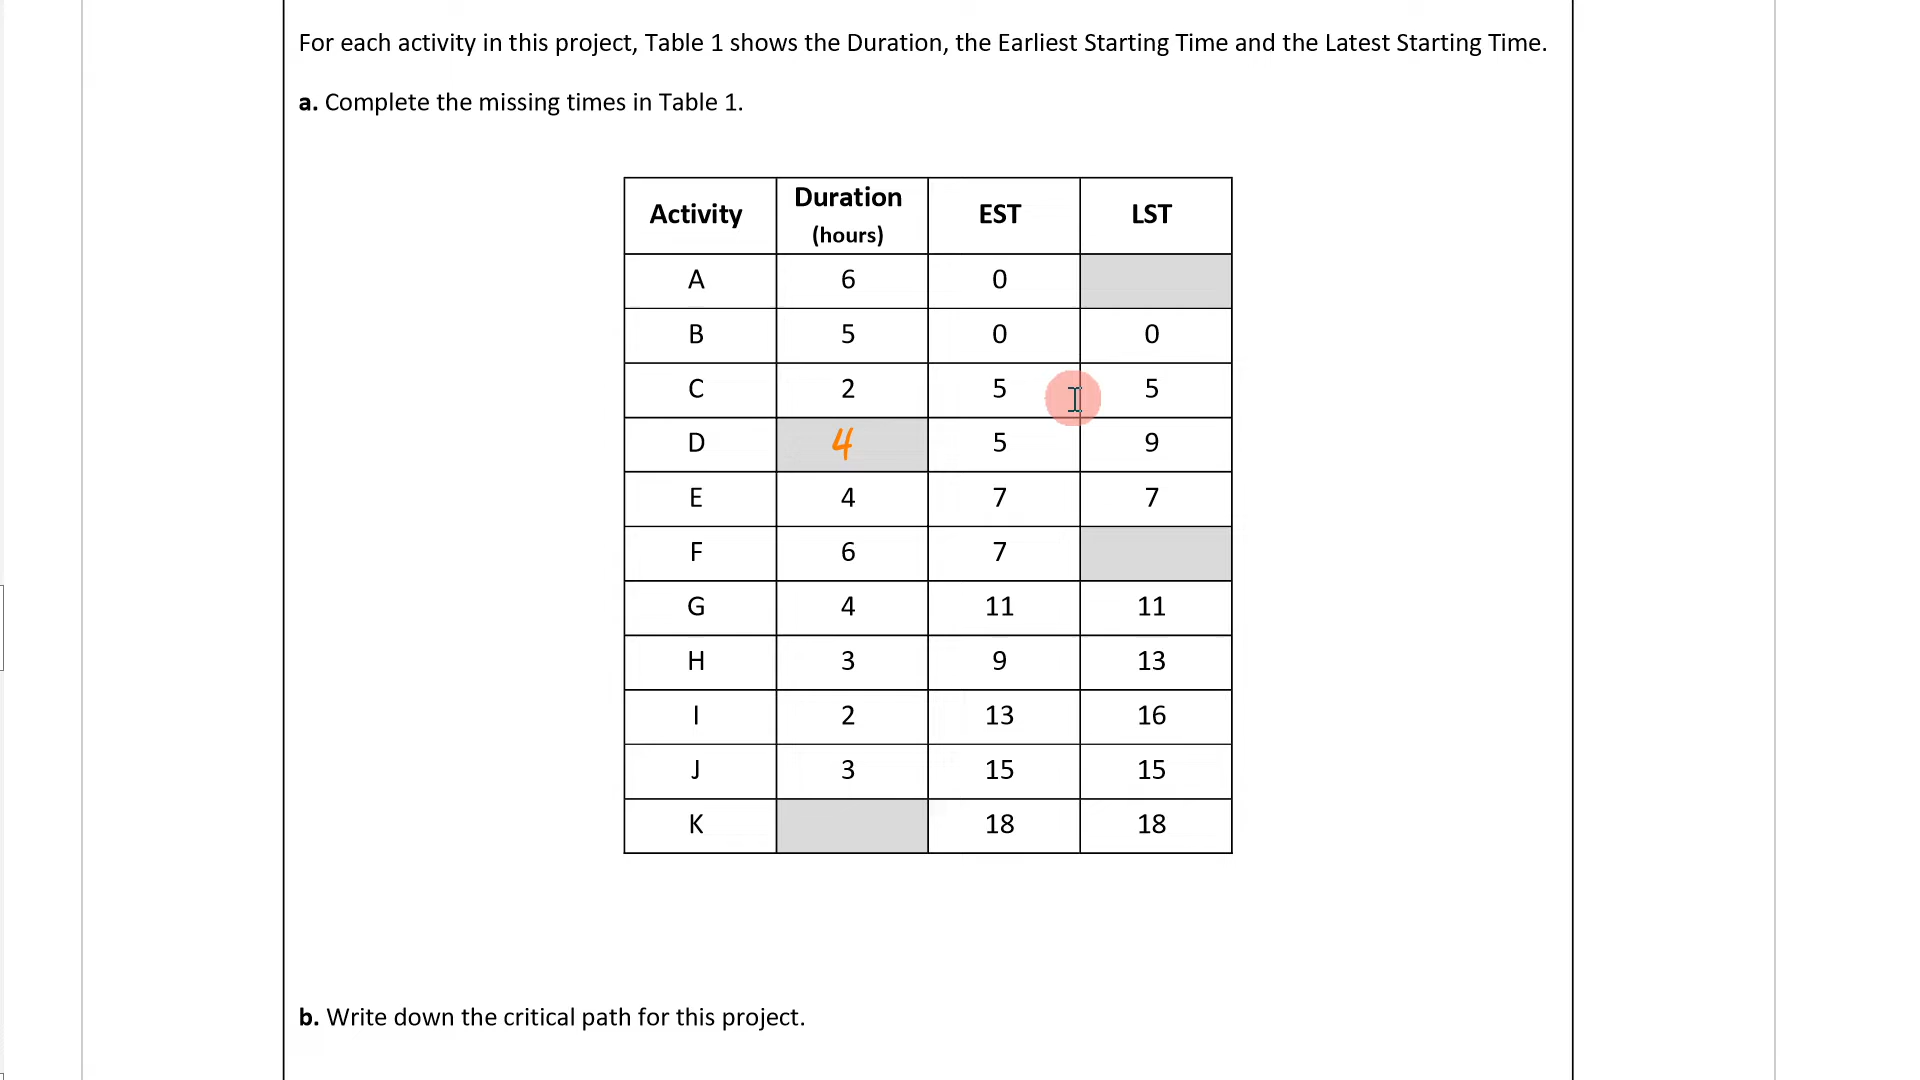 For each activity in this project, Table 1 shows the Duration, the Earliest Starting Time and the Latest Starting Time.
a. Complete the missing times in Table 1.
Activity Duration (hours) EST LST
A 6 0
B 5 0 0
C 2 5 5
D 4 5 9
E 4 7 7
F 6 7
G 4 11 11
H 3 9 13
I 2 13 16
J 3 15 15
K 18 18
b. Write down the critical path for this project.